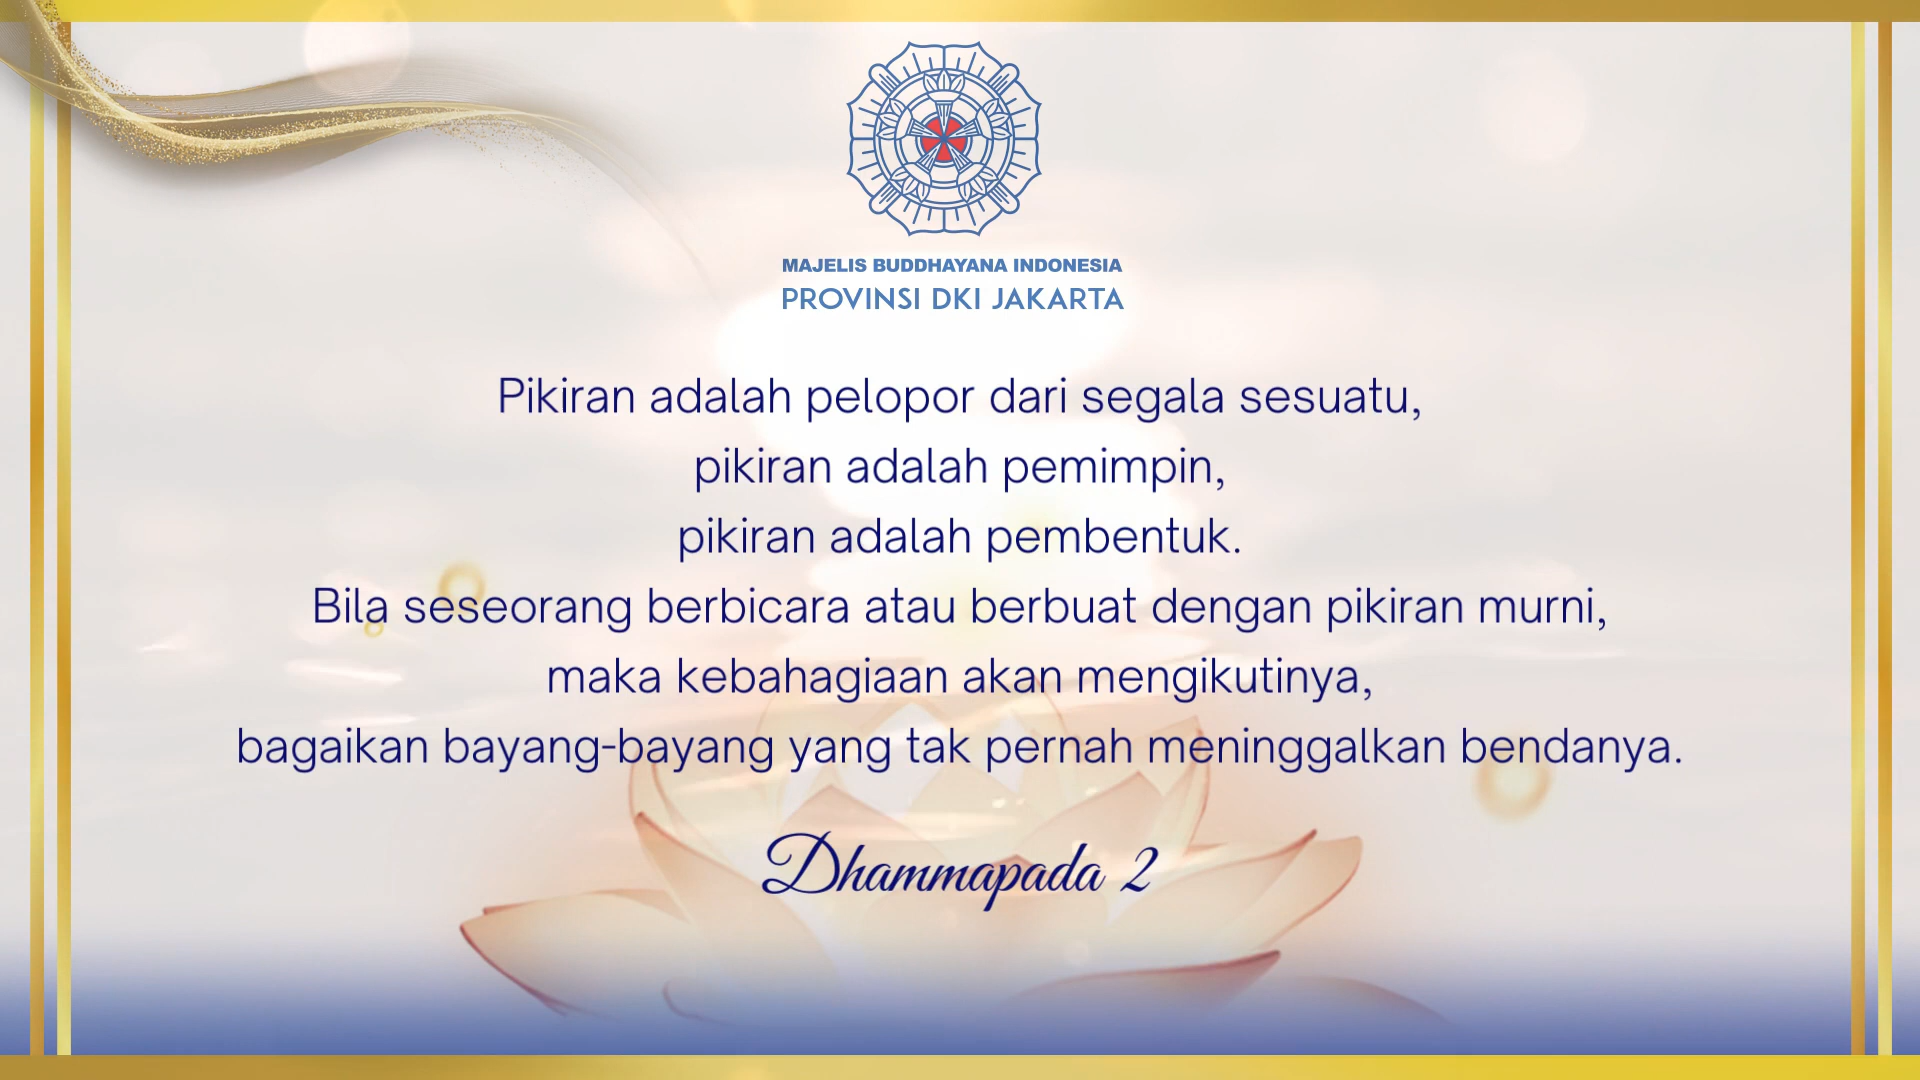 MAJELIS BUDDHAYANA INDONESIA
PROVINSI DKI JAKARTA
Pikiran adalah pelopor dari segala sesuatu,
pikiran adalah pemimpin,
pikiran adalah pembentuk.
Bila seseorang berbicara atau berbuat dengan pikiran murni,
maka kebahagiaan akan mengikutinya,
bagaikan bayang-bayang yang tak pernah meninggalkan bendanya.
Dhammapada 2